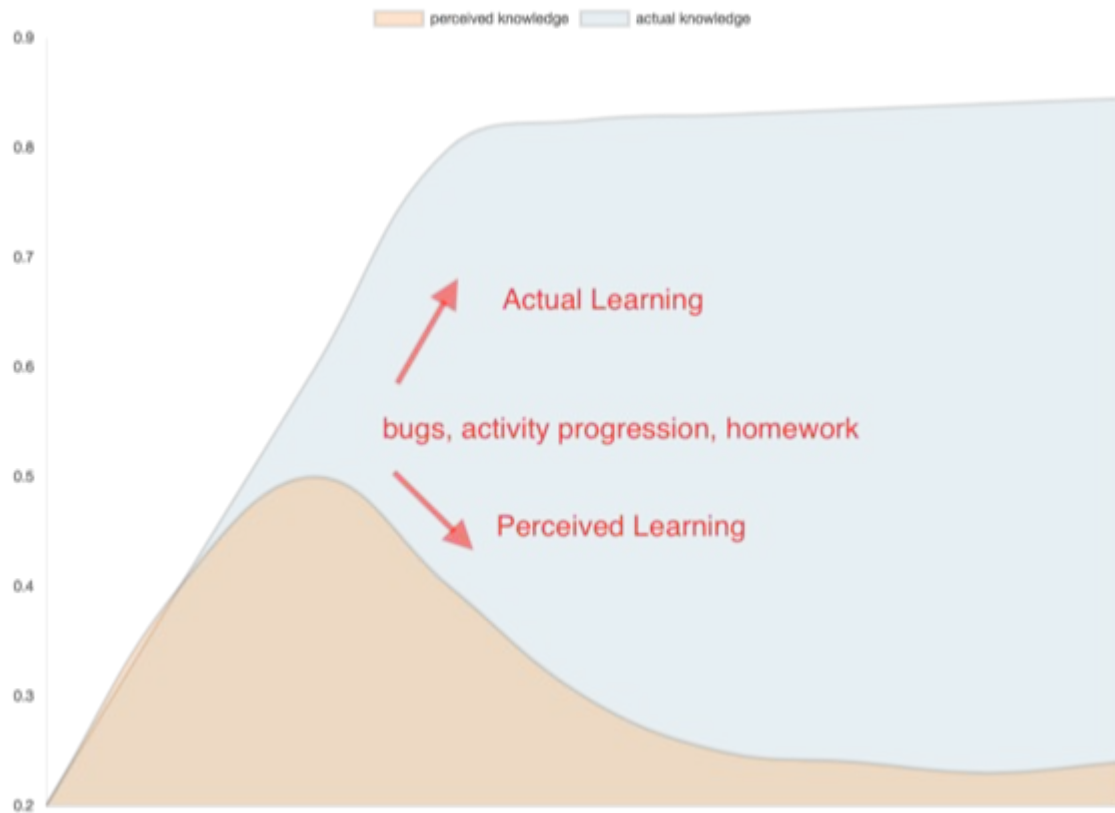 perceived knowledge actual knowledge
0.9
0.8
0.7
Actual Learning
0.6
bugs, activity progression, homework
0.5
Perceived Learning
0.4
0.3
0.2